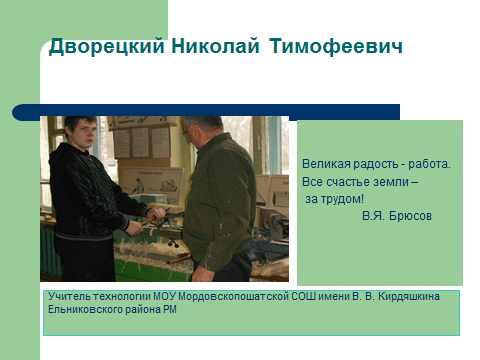 Дворецкий Николай Тимофеевич
Великая радость - работа.
Все счастье земли –
за трудом!
В.Я. Брюсов
Учитель технологии МОУ Мордовскопошатской СОШ имени В. В. Кирдяшкина
Ельниковского района РМ